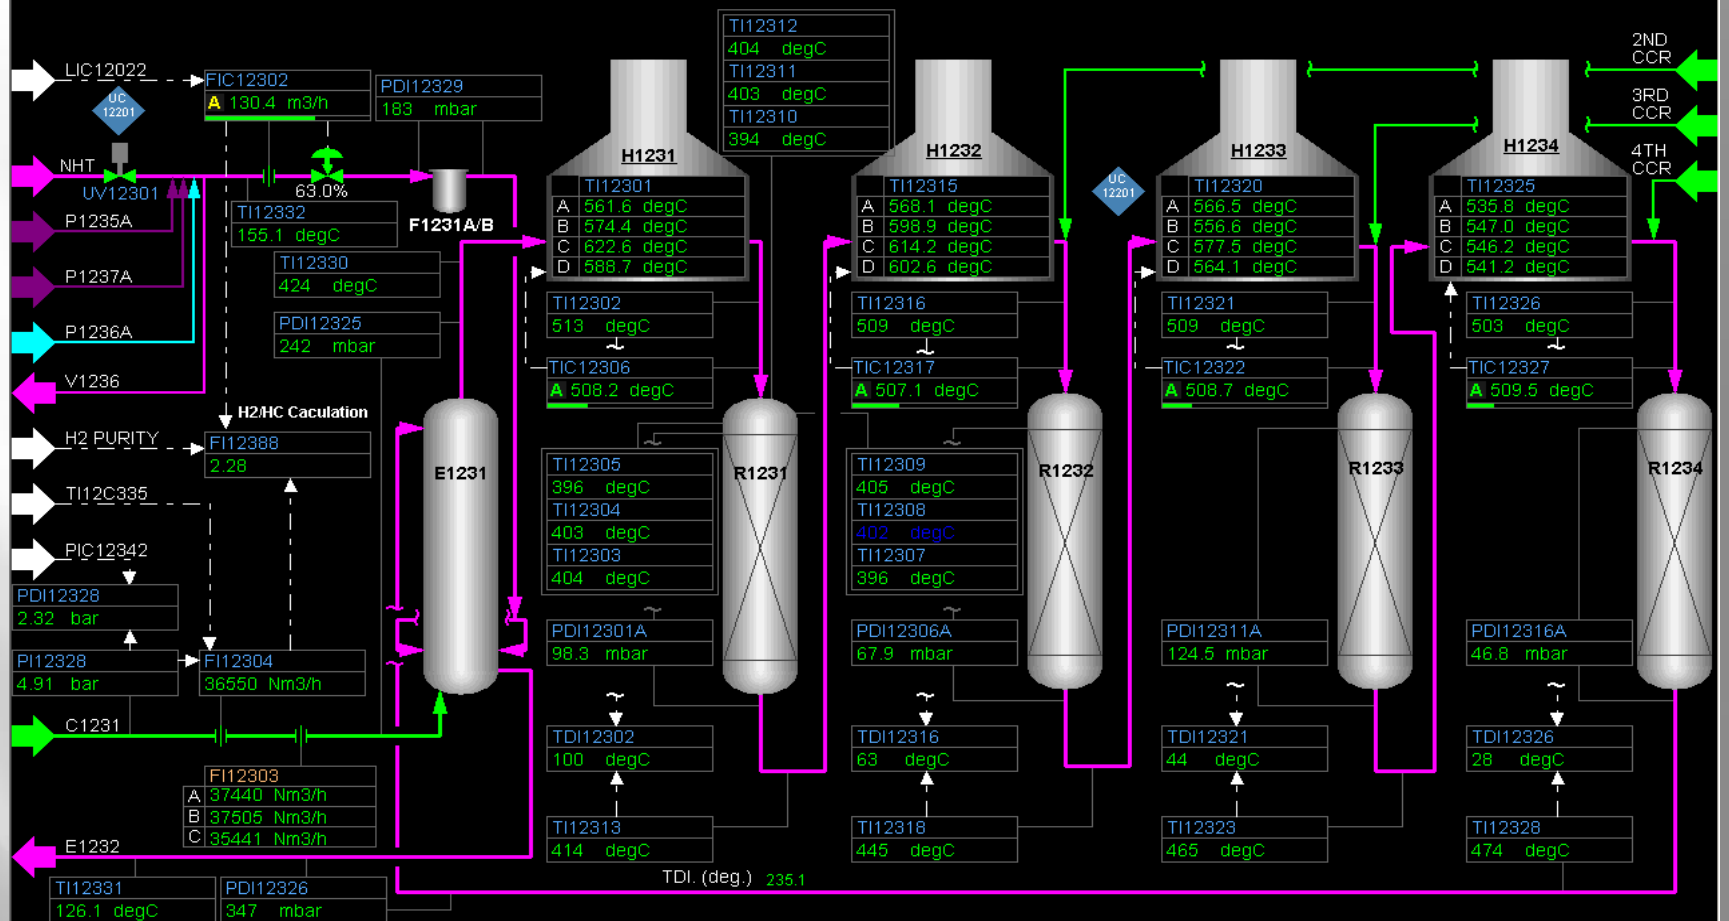 TI12312
404 degC
TI12311
403 degC
TI12310
394 degC
2ND
CCR
3RD
CCR
4TH
CCR
LIC12022
FIC12302
A 130.4 m3/h
PDI12329
183 mbar
UC
12201
NHT
UV12301
63.0%
F1231A/B
P1235A
TI12332
155.1 degC
TI12330
424 degC
P1237A
PDI12325
242 mbar
P1236A
V1236
H2/HC Caculation
H2 PURITY
FI12388
2.28
TI12C335
PIC12342
PDI12328
2.32 bar
PI12328
4.91 bar
FI12304
36550 Nm3/h
C1231
FI12303
A 37440 Nm3/h
B 37505 Nm3/h
C 35441 Nm3/h
E1232
TI12331
126.1 degC
PDI12326
347 mbar
E1231
H1231
TI12301
A 561.6 degC
B 574.4 degC
C 622.6 degC
D 588.7 degC
TI12302
513 degC
TIC12306
A 508.2 degC
TI12305
396 degC
TI12304
403 degC
TI12303
404 degC
R1231
PDI12301A
98.3 mbar
TDI12302
100 degC
TI12313
414 degC
TDI. (deg.) 235.1
H1232
TI12315
A 568.1 degC
B 598.9 degC
C 614.2 degC
D 602.6 degC
TI12316
509 degC
TIC12317
A 507.1 degC
TI12309
405 degC
TI12308
402 degC
TI12307
396 degC
R1232
PDI12306A
67.9 mbar
TDI12316
63 degC
TI12318
445 degC
UC
12201
H1233
TI12320
A 566.5 degC
B 556.6 degC
C 577.5 degC
D 564.1 degC
TI12321
509 degC
TIC12322
A 508.7 degC
R1233
PDI12311A
124.5 mbar
TDI12321
44 degC
TI12323
465 degC
H1234
TI12325
A 535.8 degC
B 547.0 degC
C 546.2 degC
D 541.2 degC
TI12326
503 degC
TIC12327
A 509.5 degC
R1234
PDI12316A
46.8 mbar
TDI12326
28 degC
TI12328
474 degC